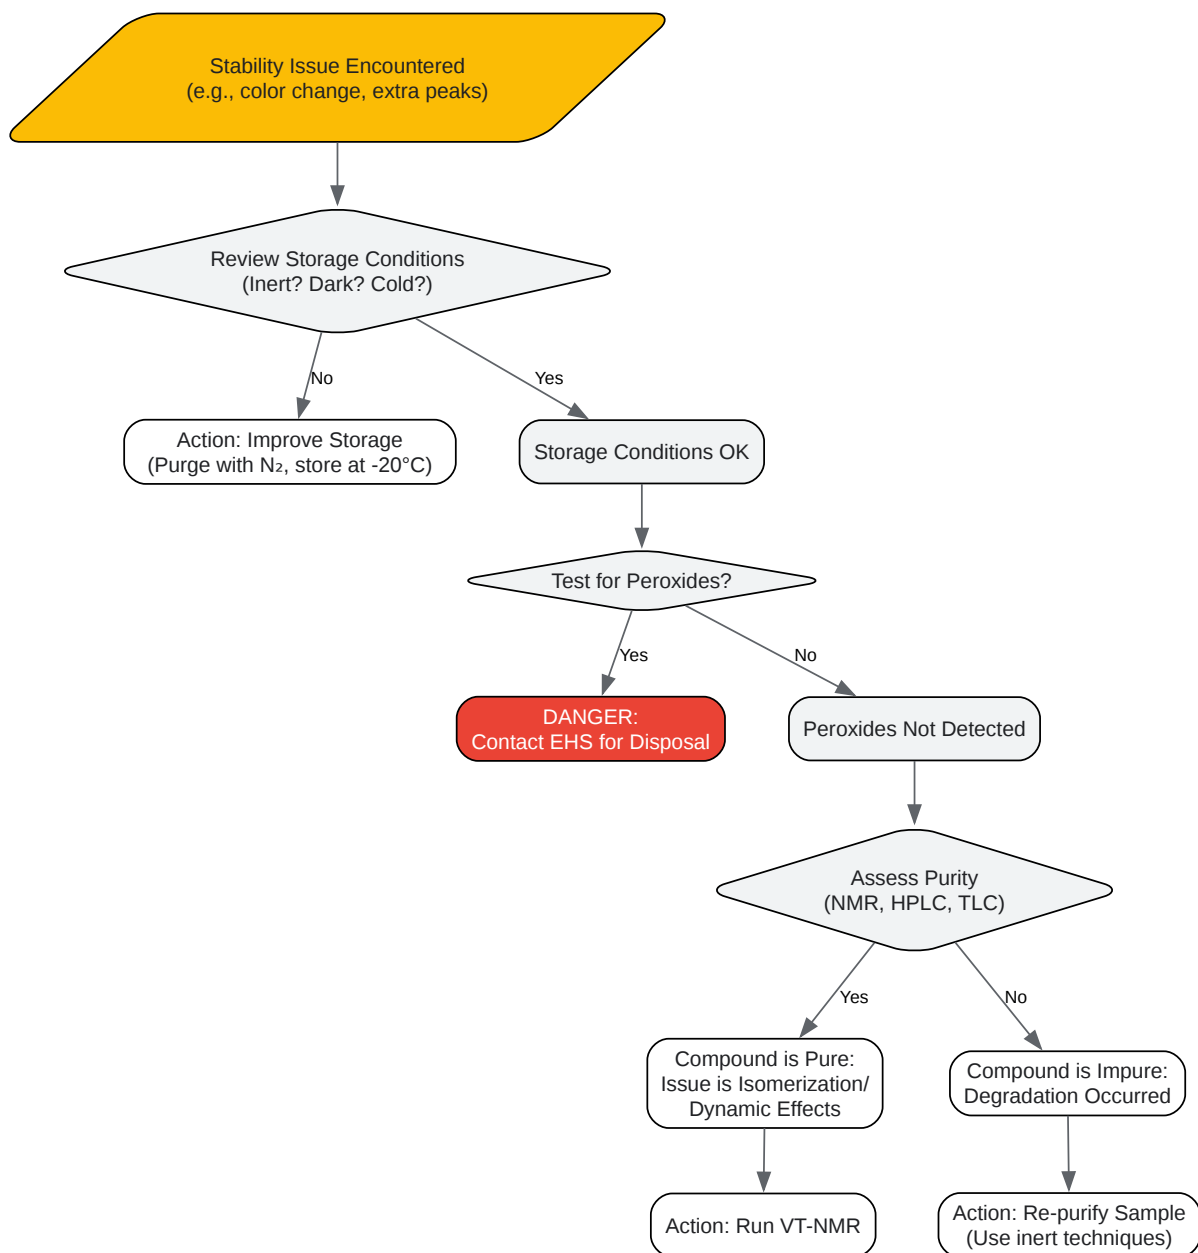 Stability Issue Encountered
(e.g., color change, extra peaks)
Review Storage Conditions
(Inert? Dark? Cold?)
No
Yes
Action: Improve Storage
(Purge with N₂, store at -20°C)
Storage Conditions OK
Test for Peroxides?
Yes
No
DANGER:
Contact EHS for Disposal
Peroxides Not Detected
Assess Purity
(NMR, HPLC, TLC)
Yes
No
Compound is Pure:
Issue is Isomerization/
Dynamic Effects
Compound is Impure:
Degradation Occurred
Action: Run VT-NMR
Action: Re-purify Sample
(Use inert techniques)